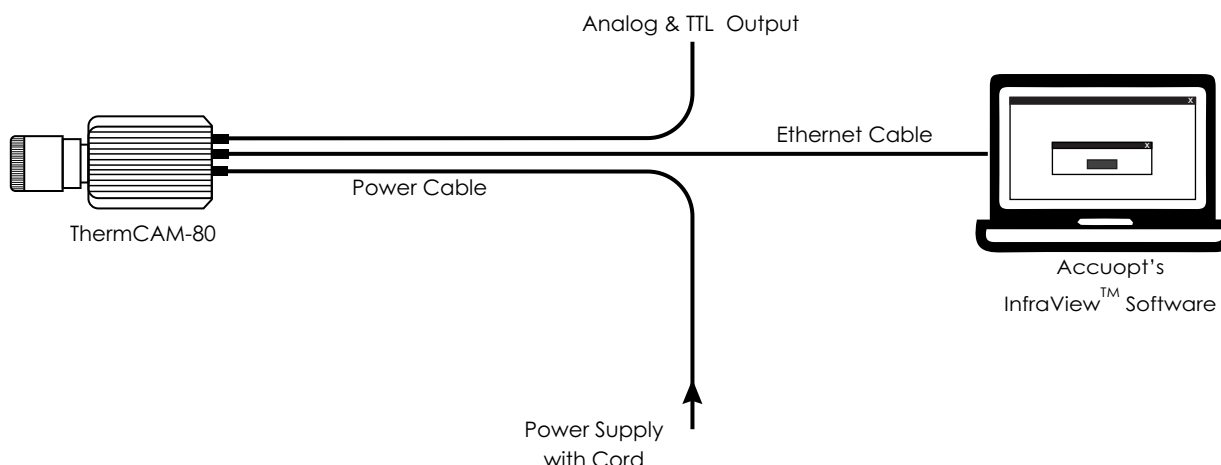 Analog & TTL Output
Ethernet Cable
Power Cable
ThermCAM-80
X
X
Accuopt's
InfraView™ Software
Power Supply
with Cord